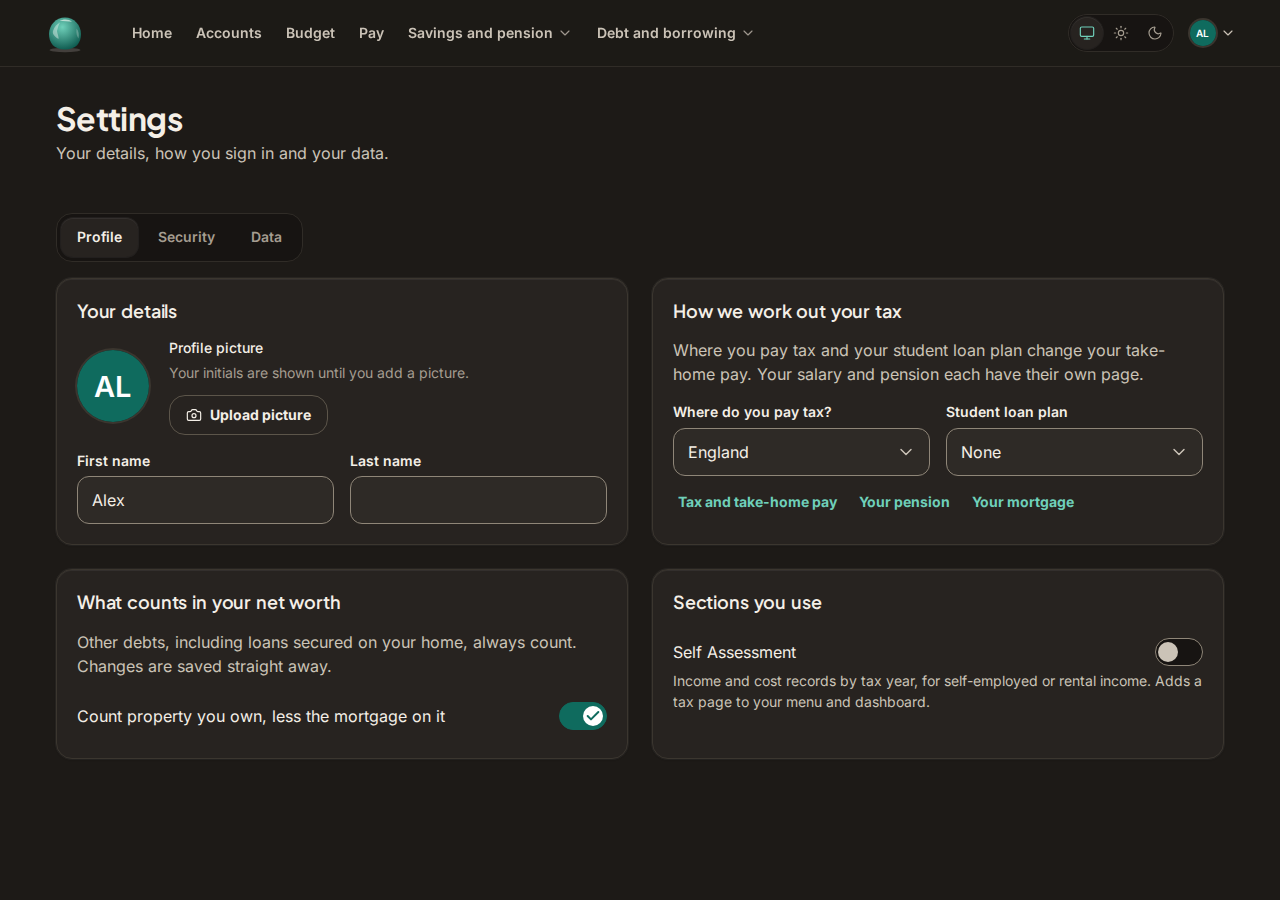 Home Accounts Budget Pay Savings and pension Debt and borrowing AL
Settings
Your details, how you sign in and your data.
Profile Security Data
Your details
AL
Profile picture
Your initials are shown until you add a picture.
Upload picture
First name Last name
Alex
How we work out your tax
Where you pay tax and your student loan plan change your take-
home pay. Your salary and pension each have their own page.
Where do you pay tax? Student loan plan
England None
Tax and take-home pay Your pension Your mortgage
What counts in your net worth
Other debts, including loans secured on your home, always count.
Changes are saved straight away.
Count property you own, less the mortgage on it
Sections you use
Self Assessment
Income and cost records by tax year, for self-employed or rental income. Adds a
tax page to your menu and dashboard.